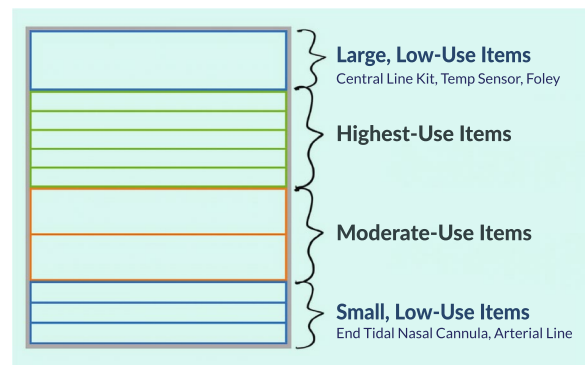 Large, Low-Use Items
Central Line Kit, Temp Sensor, Foley
Highest-Use Items
Moderate-Use Items
Small, Low-Use Items
End Tidal Nasal Cannula, Arterial Line